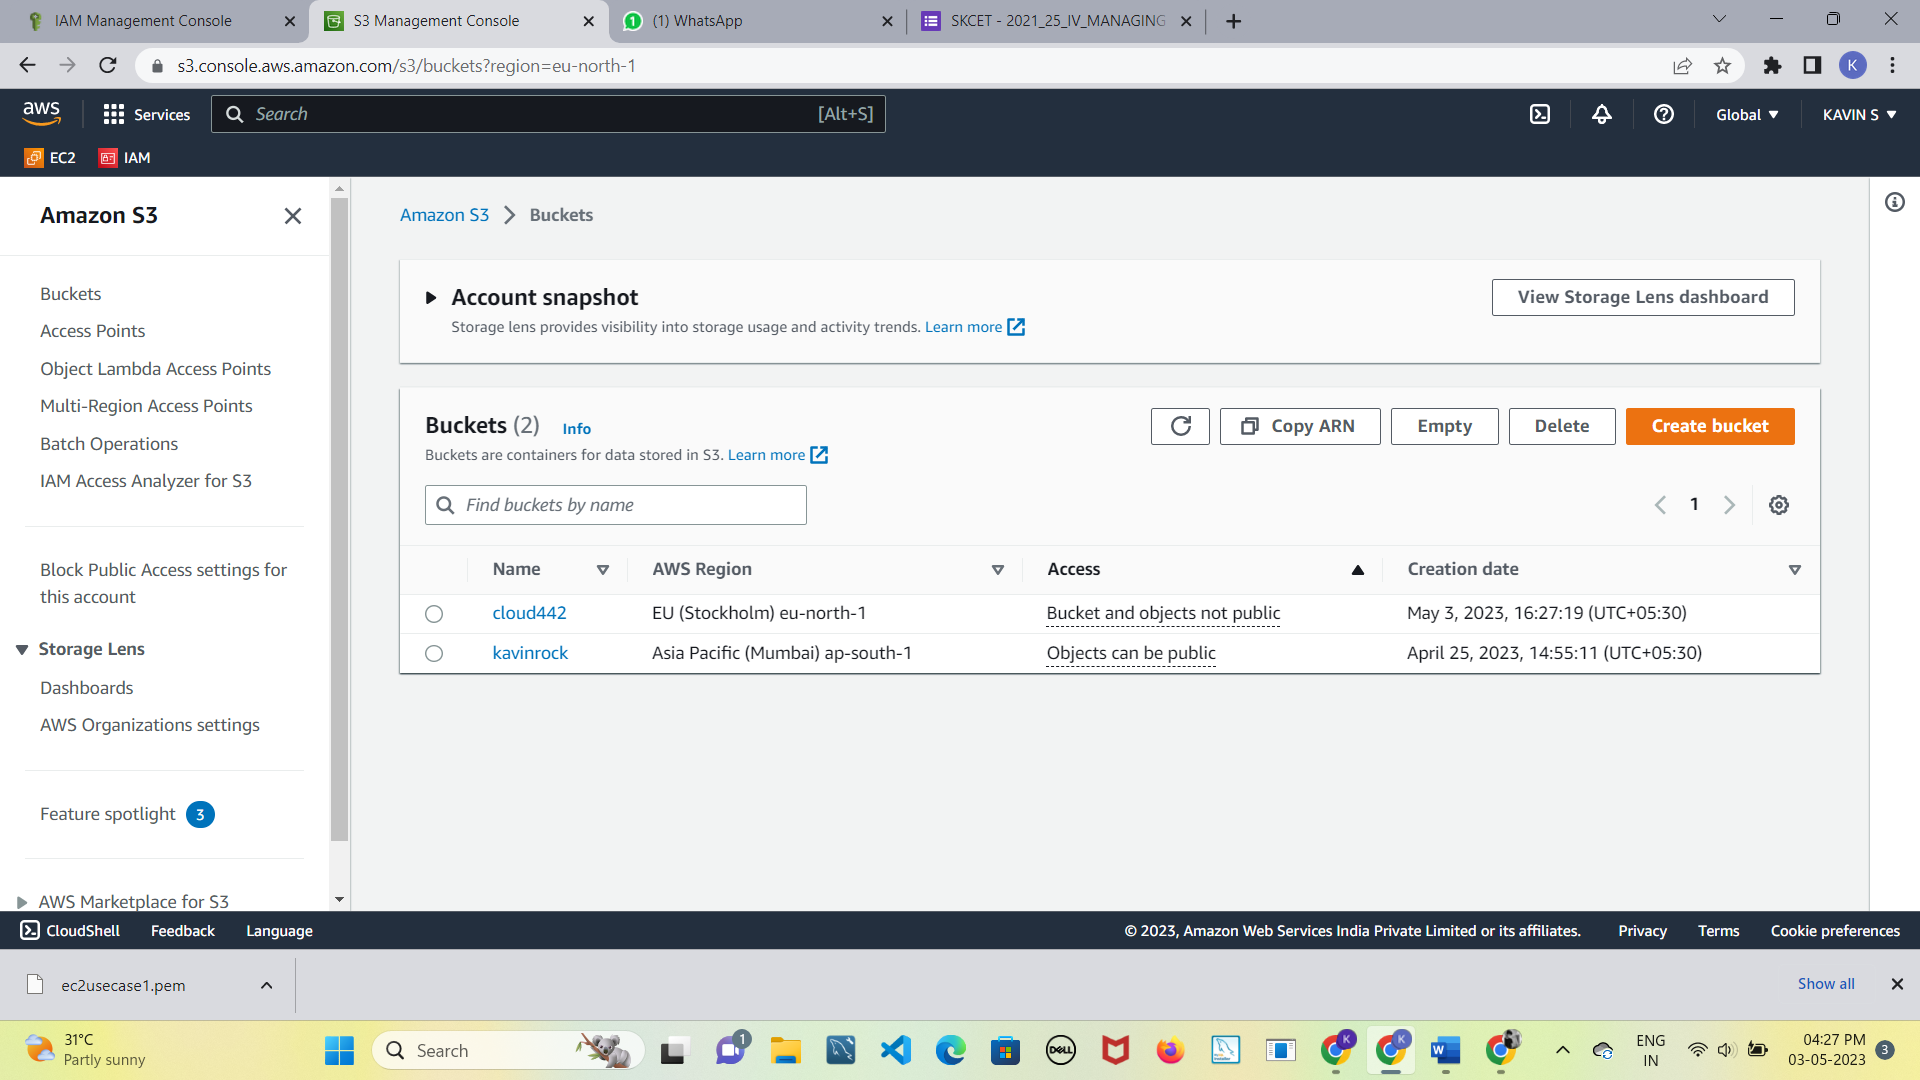 IAM Management Console
S3 Management Console
(1) WhatsApp
SKCET - 2021_25_IV_MANAGING
s3.console.aws.amazon.com/s3/buckets?region=eu-north-1
K
aws
Services
Search
[Alt+S]
Global
KAVIN S
EC2
IAM
Amazon S3
Buckets
Access Points
Object Lambda Access Points
Multi-Region Access Points
Batch Operations
IAM Access Analyzer for S3
Block Public Access settings for
this account
Storage Lens
Dashboards
AWS Organizations settings
Feature spotlight 3
AWS Marketplace for S3
Amazon S3 > Buckets
Account snapshot
Storage lens provides visibility into storage usage and activity trends. Learn more
View Storage Lens dashboard
Buckets (2) Info
Buckets are containers for data stored in S3. Learn more
Copy ARN
Empty
Delete
Create bucket
Find buckets by name
1
Name AWS Region Access Creation date
cloud442 EU (Stockholm) eu-north-1 Bucket and objects not public May 3, 2023, 16:27:19 (UTC+05:30)
kavinrock Asia Pacific (Mumbai) ap-south-1 Objects can be public April 25, 2023, 14:55:11 (UTC+05:30)
CloudShell Feedback Language
© 2023, Amazon Web Services India Private Limited or its affiliates. Privacy Terms Cookie preferences
ec2usecase1.pem
Show all
31°C
Partly sunny
Search
1
DELL
K
K
W
ENG
IN
04:27 PM
03-05-2023
3